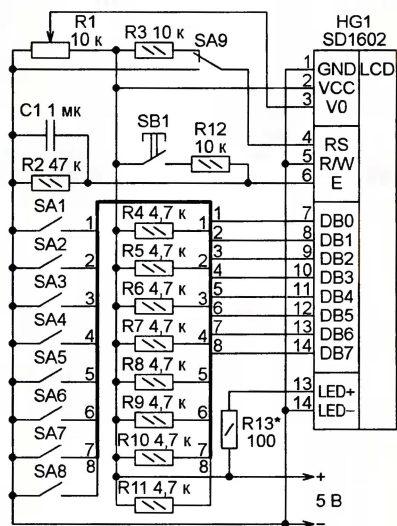 R1
10 к
R3 10 к
SA9
HG1
SD1602
C1 1 мк
SB1
R12
10 к
R2 47 к
1 GND LCD
2 VCC
3 V0
4 RS
5 R/W
6 E
SA1 1 R4 4,7 к 1 1 7 DB0
SA2 2 R5 4,7 к 2 2 8 DB1
SA3 3 R6 4,7 к 3 3 9 DB2
SA4 4 R7 4,7 к 4 4 10 DB3
SA5 5 R8 4,7 к 5 5 11 DB4
SA6 6 R9 4,7 к 6 6 12 DB5
SA7 7 R10 4,7 к 7 7 13 DB6
SA8 8 R11 4,7 к 8 8 14 DB7
13 LED+
14 LED–
R13*
100
+
5 В
–